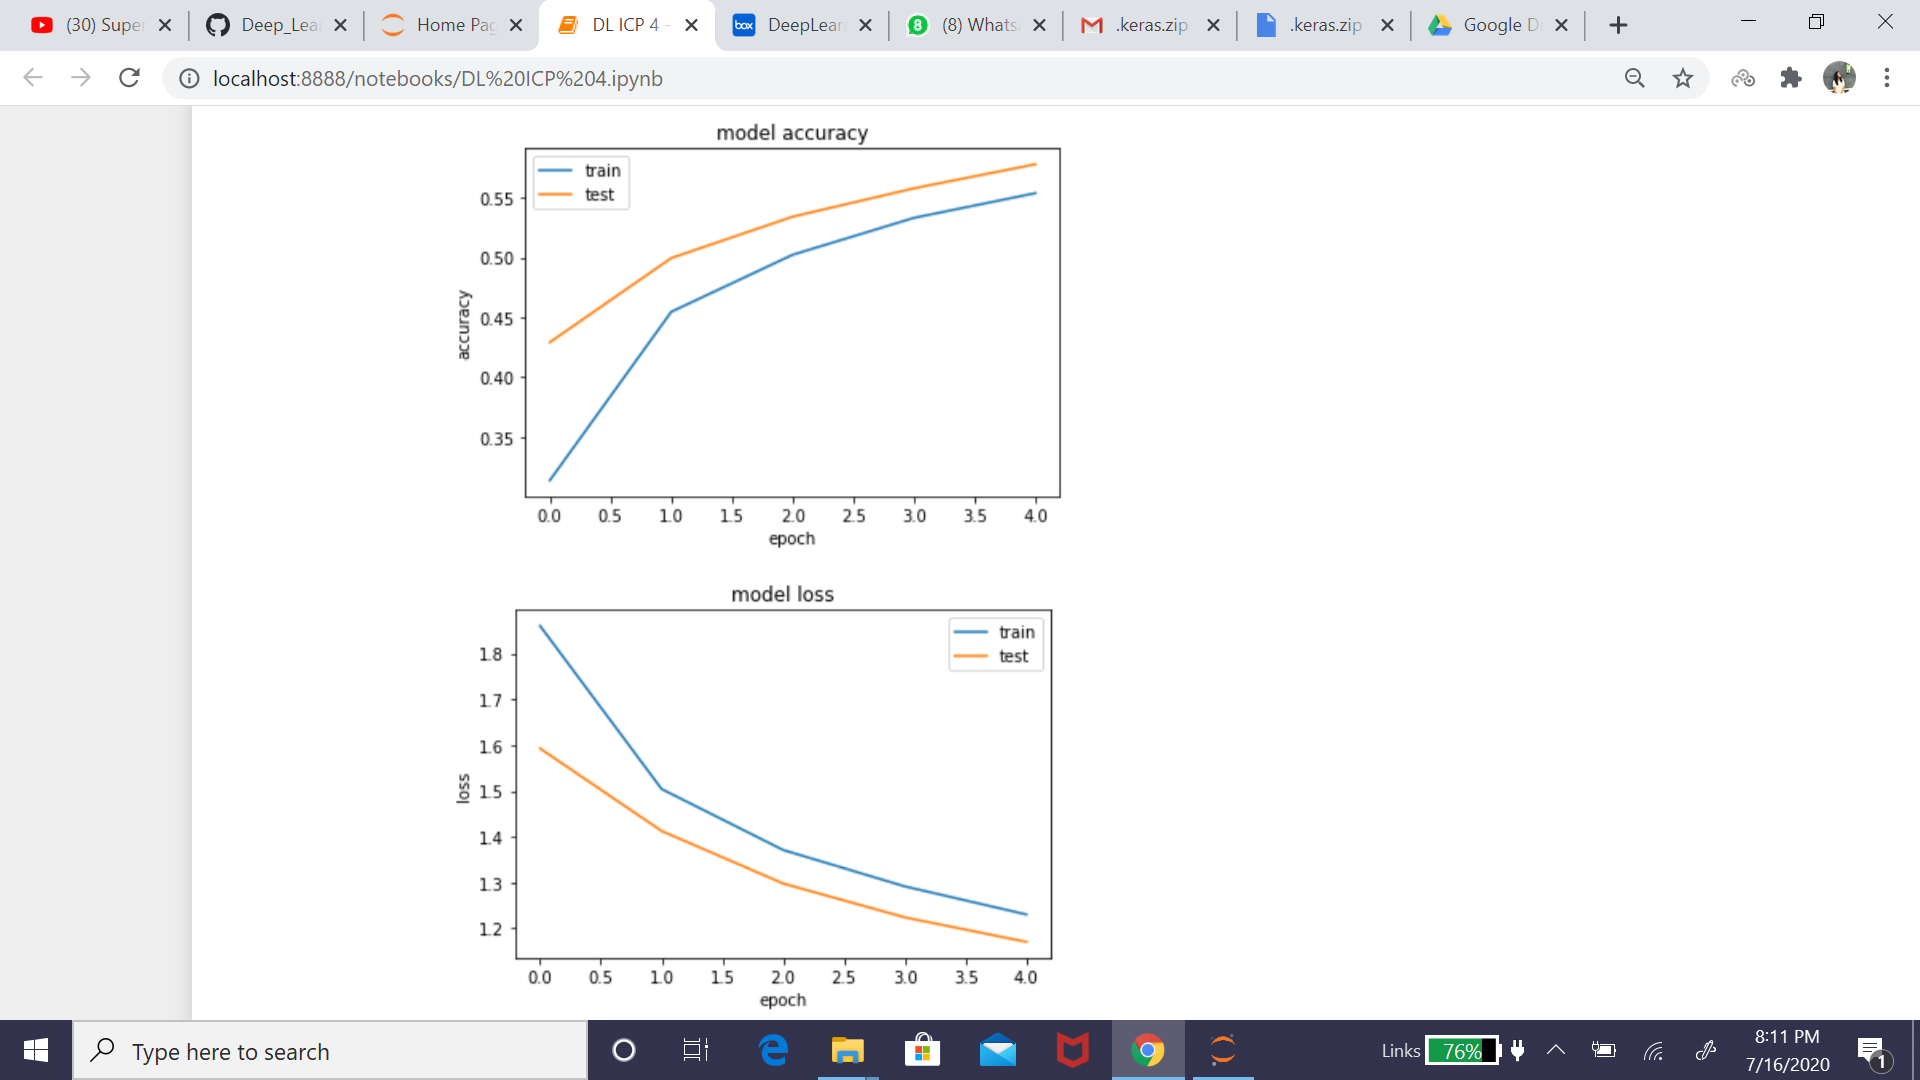 (30) Super
Deep_Lear
Home Pag
DL ICP 4 -
box
DeepLear
8
(8) Whats
.keras.zip
.keras.zip
Google D
localhost:8888/notebooks/DL%20ICP%204.ipynb
model accuracy
train
test
0.55
0.50
0.45
0.40
0.35
accuracy
0.0 0.5 1.0 1.5 2.0 2.5 3.0 3.5 4.0
epoch
model loss
train
test
1.8
1.7
1.6
1.5
1.4
1.3
1.2
loss
0.0 0.5 1.0 1.5 2.0 2.5 3.0 3.5 4.0
epoch
Type here to search
Links
76%
8:11 PM
7/16/2020
1